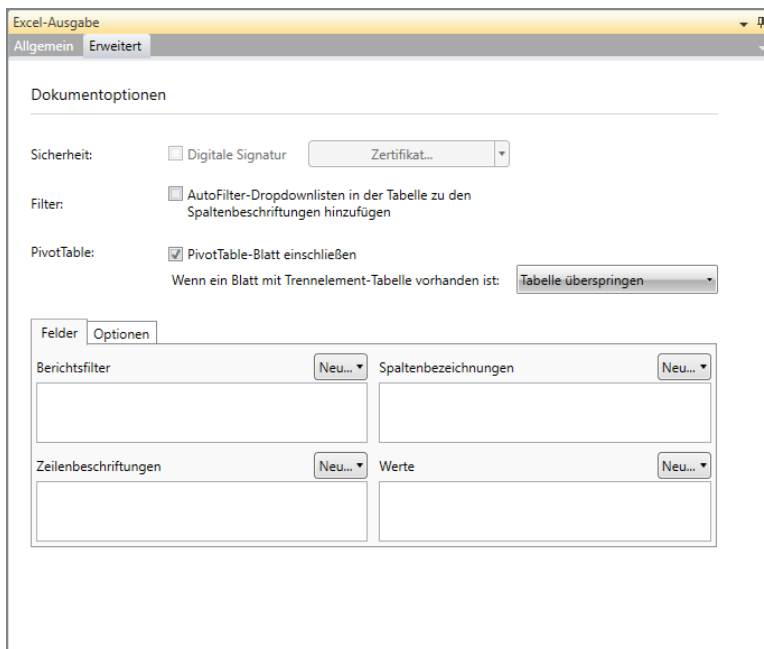 Excel-Ausgabe
Allgemein Erweitert
Dokumentoptionen
Sicherheit: Digitale Signatur Zertifikat...
Filter: AutoFilter-Dropdownlisten in der Tabelle zu den
Spaltenbeschriftungen hinzufügen
PivotTable: PivotTable-Blatt einschließen
Wenn ein Blatt mit Trennelement-Tabelle vorhanden ist: Tabelle überspringen
Felder Optionen
Berichtsfilter Neu... Spaltenbezeichnungen Neu...
Zeilenbeschriftungen Neu... Werte Neu...